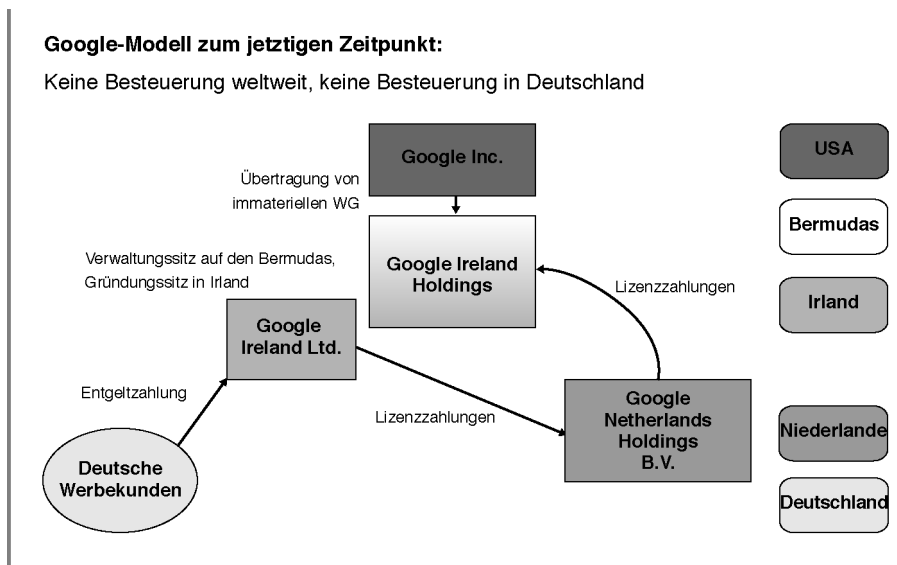 Google-Modell zum jetztigen Zeitpunkt:
Keine Besteuerung weltweit, keine Besteuerung in Deutschland
Google Inc.
USA
Übertragung von
immateriellen WG
Bermudas
Verwaltungssitz auf den Bermudas,
Gründungssitz in Irland
Google Ireland
Holdings
Lizenzzahlungen
Irland
Google
Ireland Ltd.
Entgeltzahlung
Lizenzzahlungen
Google
Netherlands
Holdings
B.V.
Niederlande
Deutsche
Werbekunden
Deutschland